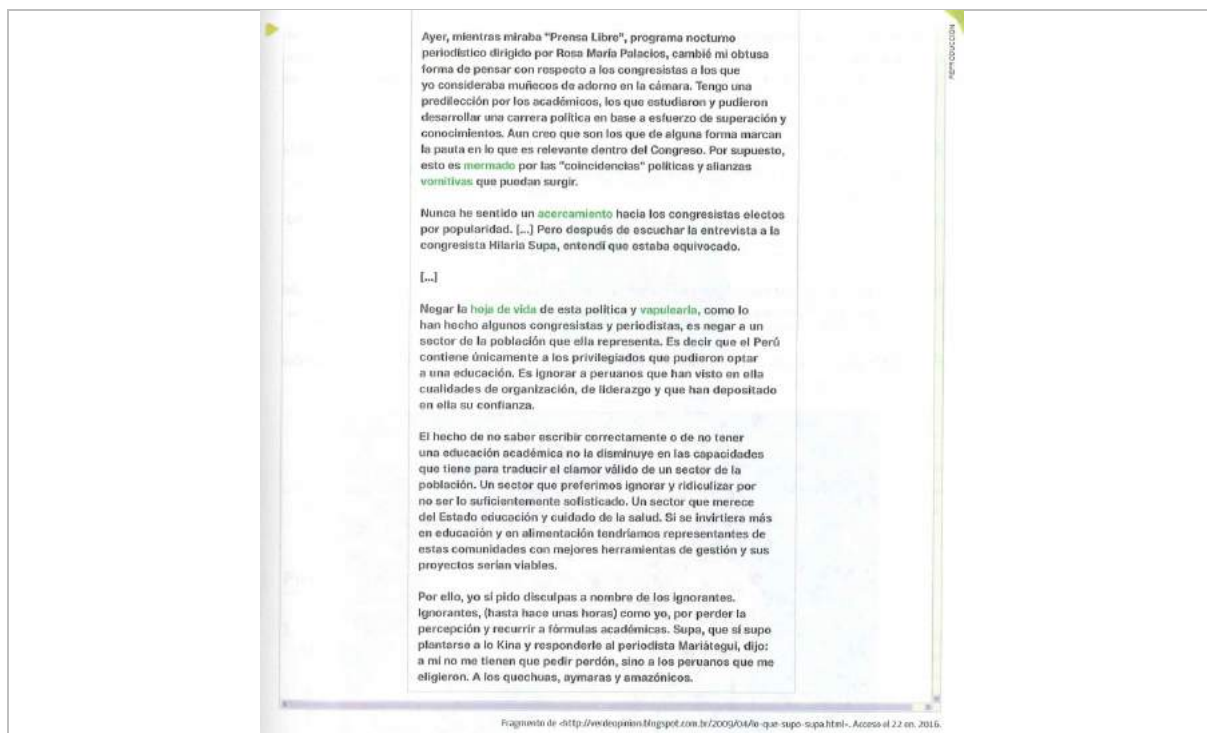 REPRODUCCIÓN
Ayer, mientras miraba "Prensa Libre", programa nocturno
periodístico dirigido por Rosa María Palacios, cambié mi obtusa
forma de pensar con respecto a los congresistas a los que
yo consideraba muñecos de adorno en la cámara. Tengo una
predilección por los académicos, los que estudiaron y pudieron
desarrollar una carrera política en base a esfuerzo de superación y
conocimientos. Aun creo que son los que de alguna forma marcan
la pauta en lo que es relevante dentro del Congreso. Por supuesto,
esto es mermado por las "coincidencias" políticas y alianzas
vomitivas que puedan surgir.
Nunca he sentido un acercamiento hacia los congresistas electos
por popularidad. [...] Pero después de escuchar la entrevista a la
congresista Hilaria Supa, entendí que estaba equivocado.
[...]
Negar la hoja de vida de esta política y vapulearla, como lo
han hecho algunos congresistas y periodistas, es negar a un
sector de la población que ella representa. Es decir que el Perú
contiene únicamente a los privilegiados que pudieron optar
a una educación. Es ignorar a peruanos que han visto en ella
cualidades de organización, de liderazgo y que han depositado
en ella su confianza.
El hecho de no saber escribir correctamente o de no tener
una educación académica no la disminuye en las capacidades
que tiene para traducir el clamor válido de un sector de la
población. Un sector que preferimos ignorar y ridiculizar por
no ser lo suficientemente sofisticado. Un sector que merece
del Estado educación y cuidado de la salud. Si se invirtiera más
en educación y en alimentación tendríamos representantes de
estas comunidades con mejores herramientas de gestión y sus
proyectos serían viables.
Por ello, yo sí pido disculpas a nombre de los ignorantes.
Ignorantes, (hasta hace unas horas) como yo, por perder la
percepción y recurrir a fórmulas académicas. Supa, que sí supo
plantarse a lo Kina y responderle al periodista Mariátegui, dijo:
a mí no me tienen que pedir perdón, sino a los peruanos que me
eligieron. A los quechuas, aymaras y amazónicos.
Fragmento de <http://verdeopinion.blogspot.com.br/2009/04/lo-que-supo-supa.html>. Acceso el 22 en. 2016.